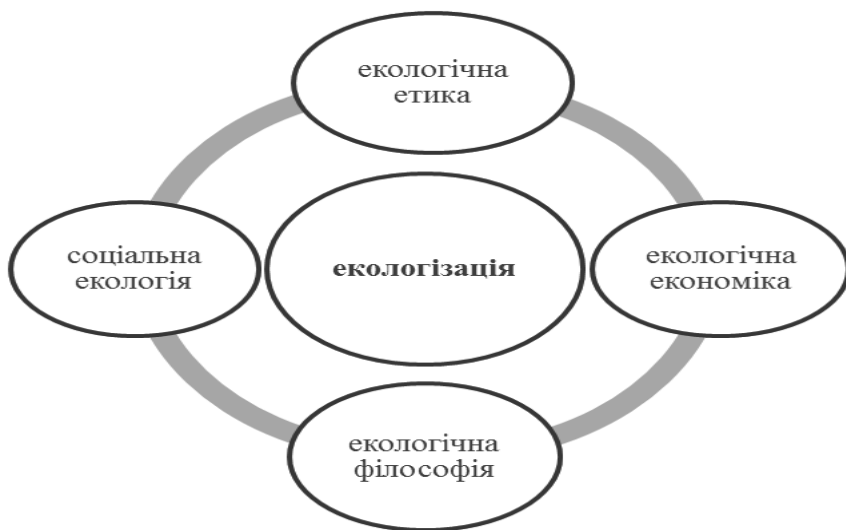 екологічна
етика
соціальна
екологія
екологізація
екологічна
економіка
екологічна
філософія